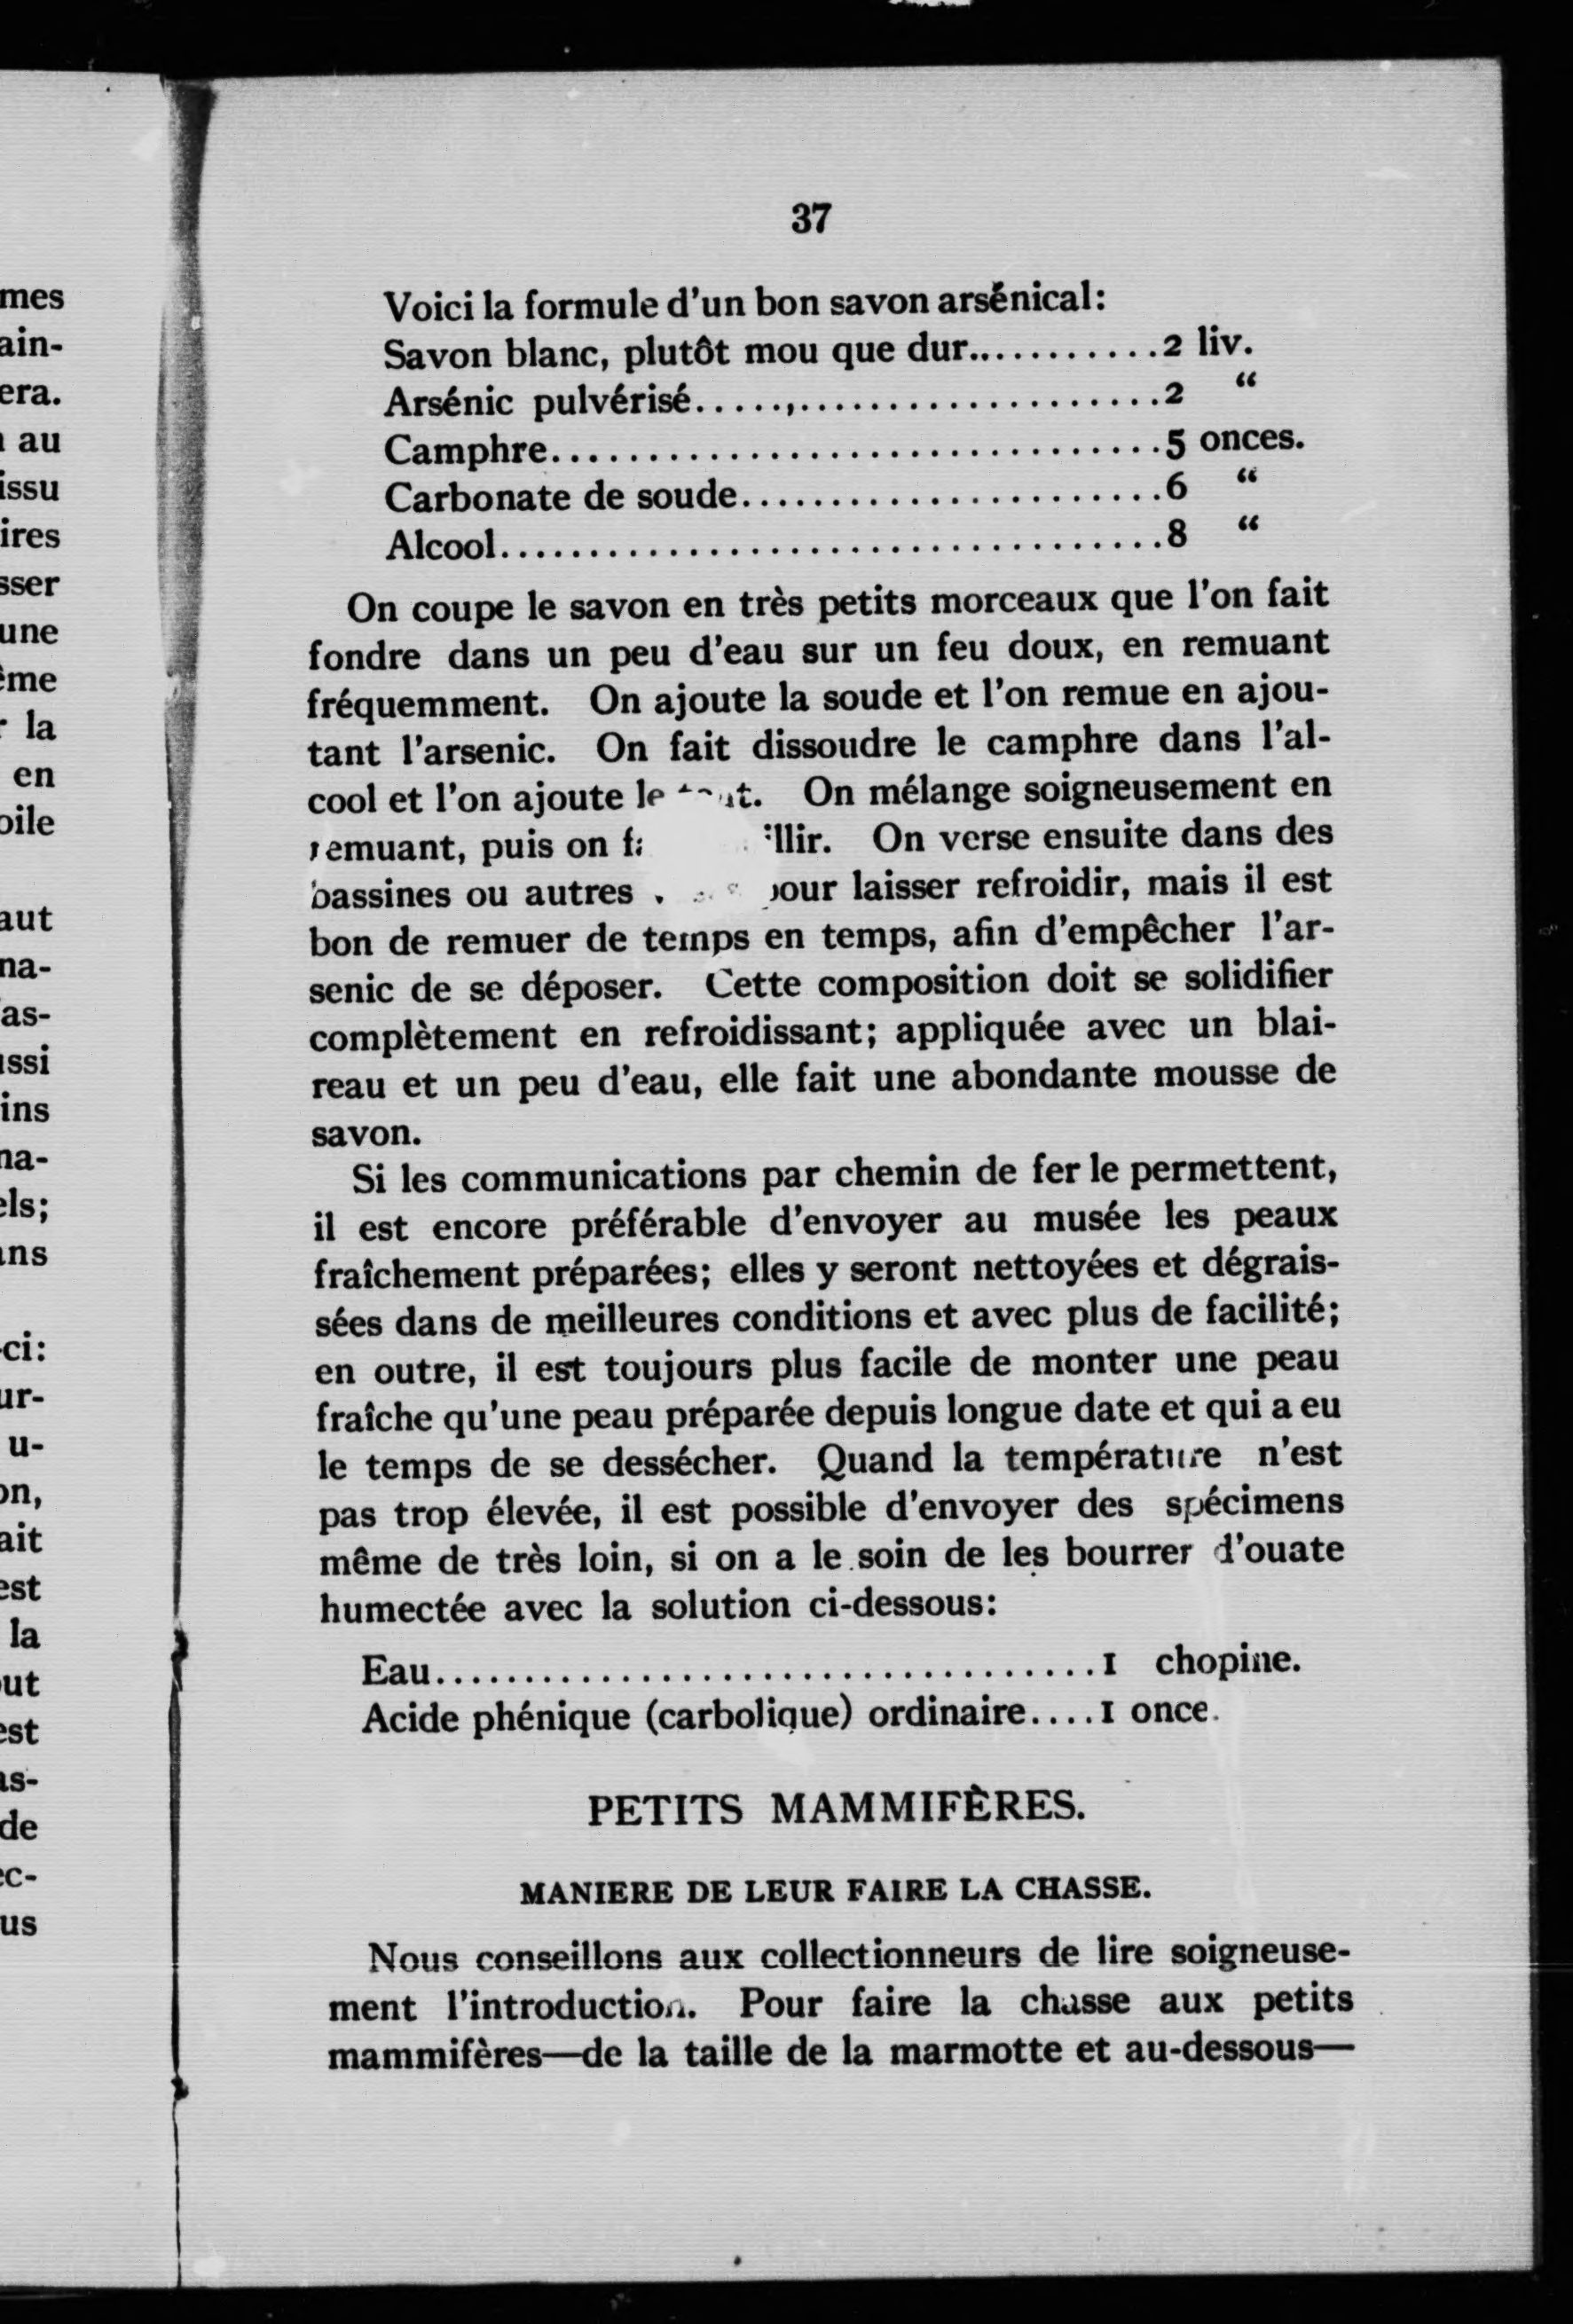 37
Voici la formule d'un bon savon arsénical:
Savon blanc, plutôt mou que dur...........2 liv.
Arsénic pulvérisé.....,...................2 “
Camphre................................5 onces.
Carbonate de soude........................6 “
Alcool...................................8 “
On coupe le savon en très petits morceaux que l'on fait
fondre dans un peu d'eau sur un feu doux, en remuant
fréquemment. On ajoute la soude et l'on remue en ajou-
tant l'arsenic. On fait dissoudre le camphre dans l'al-
cool et l'on ajoute le tout. On mélange soigneusement en
remuant, puis on On verse ensuite dans des
bassines ou autres pour laisser refroidir, mais il est
bon de remuer de temps en temps, afin d'empêcher l'ar-
senic de se déposer. Cette composition doit se solidifier
complètement en refroidissant; appliquée avec un blai-
reau et un peu d'eau, elle fait une abondante mousse de
savon.
Si les communications par chemin de fer le permettent,
il est encore préférable d'envoyer au musée les peaux
fraîchement préparées; elles y seront nettoyées et dégrais-
sées dans de meilleures conditions et avec plus de facilité;
en outre, il est toujours plus facile de monter une peau
fraîche qu'une peau préparée depuis longue date et qui a eu
le temps de se dessécher. Quand la température n'est
pas trop élevée, il est possible d'envoyer des spécimens
même de très loin, si on a le soin de les bourrer d'ouate
humectée avec la solution ci-dessous:
Eau..................................1 chopine.
Acide phénique (carbolique) ordinaire....1 once.
PETITS MAMMIFÈRES.
MANIERE DE LEUR FAIRE LA CHASSE.
Nous conseillons aux collectionneurs de lire soigneuse-
ment l'introduction. Pour faire la chasse aux petits
mammifères—de la taille de la marmotte et au-dessous—